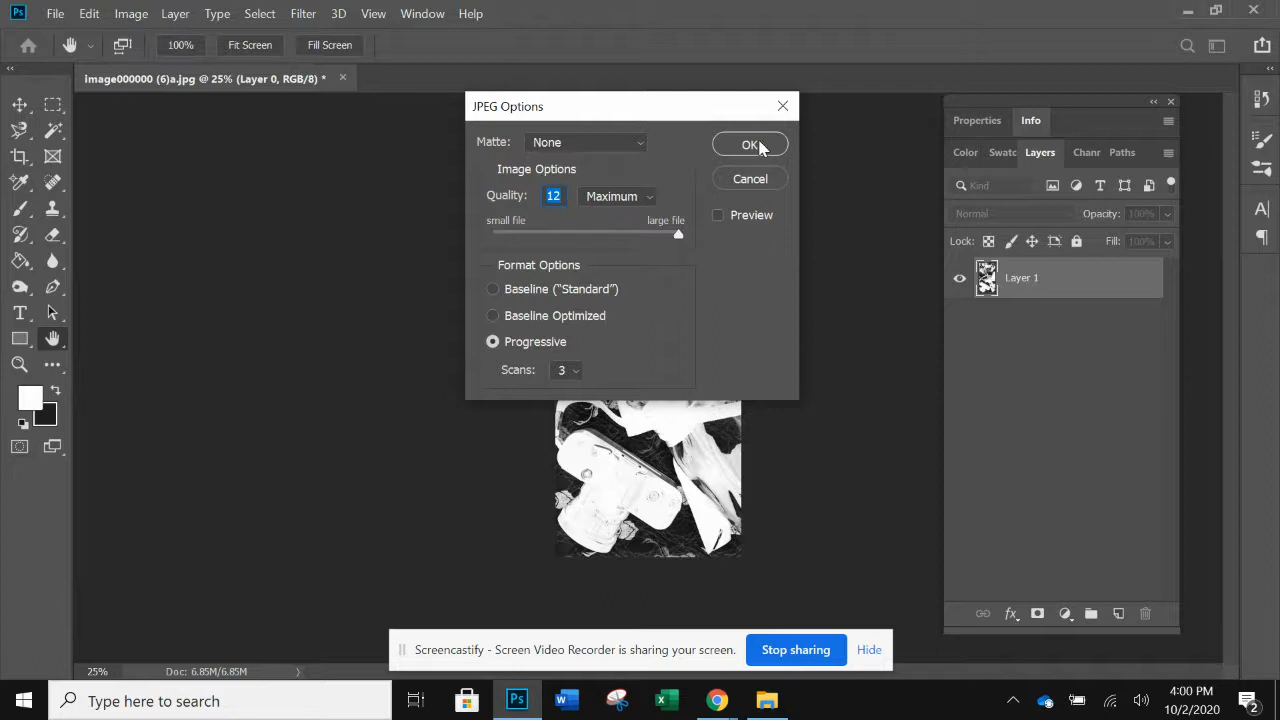 Ps File Edit Image Layer Type Select Filter 3D View Window Help
100% Fit Screen Fill Screen
image000000 (6)a.jpg @ 25% (Layer 0, RGB/8) *
JPEG Options
Matte: None
OK
Image Options
Cancel
Quality: 12 Maximum
small file large file
Preview
Format Options
Baseline ("Standard")
Baseline Optimized
Progressive
Scans: 3
Properties Info
Color Swatc Layers Chanr Paths
Kind
Normal Opacity: 100%
Lock: Fill: 100%
Layer 1
Screencastify - Screen Video Recorder is sharing your screen. Stop sharing Hide
25% Doc: 6.85M/6.85M
Type here to search
4:00 PM
10/2/2020
2